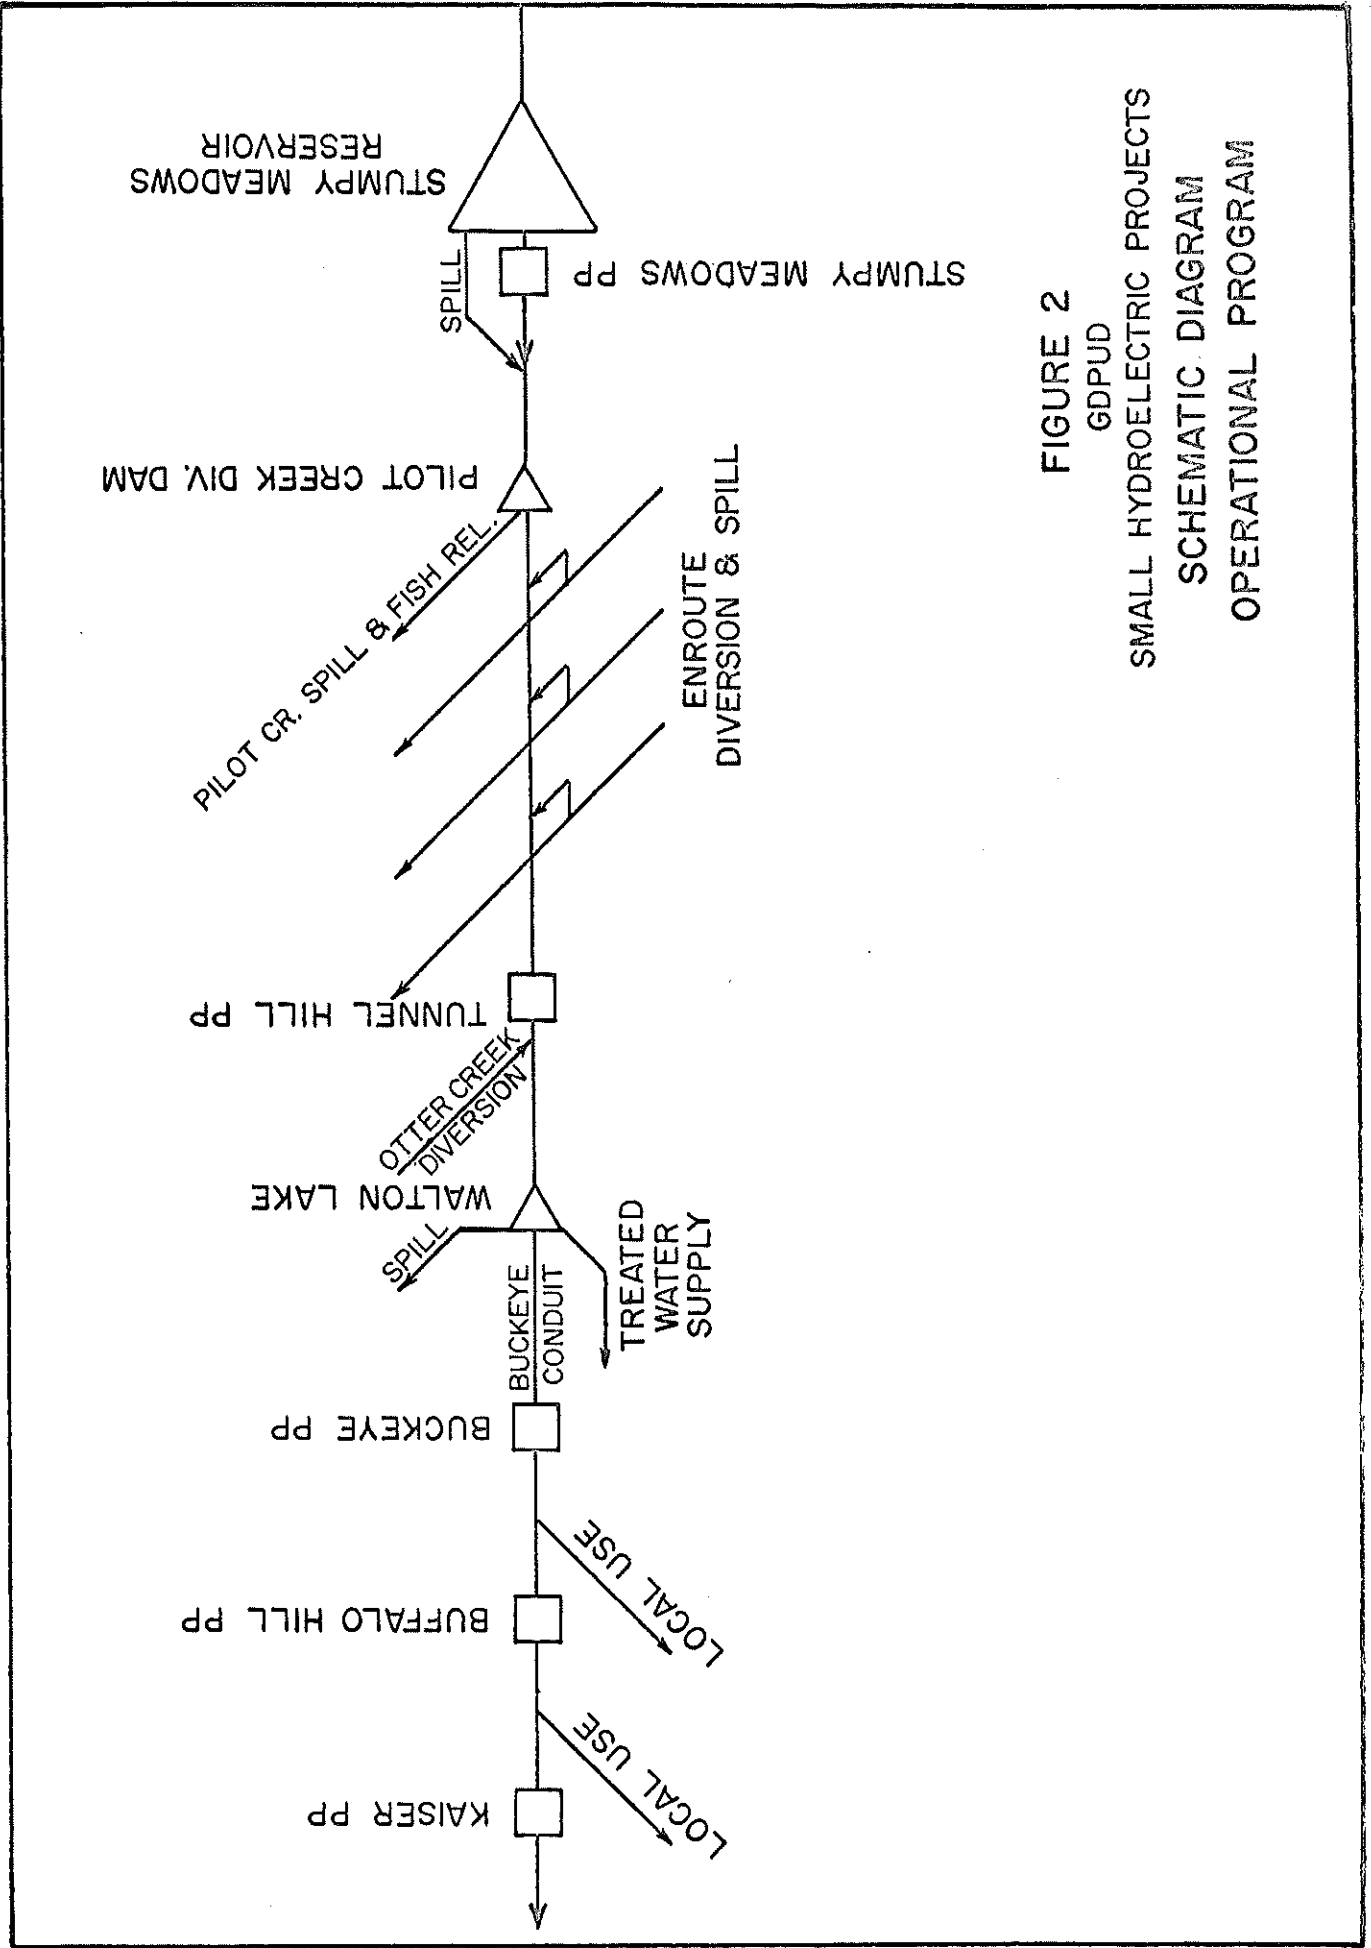 STUMPY MEADOWS
RESERVOIR
SPILL
STUMPY MEADOWS PP
PILOT CREEK DIV. DAM
PILOT CR. SPILL & FISH REL.
ENROUTE
DIVERSION & SPILL
TUNNEL HILL PP
OTTER CREEK
DIVERSION
WALTON LAKE
SPILL
BUCKEYE
CONDUIT
TREATED
WATER
SUPPLY
BUCKEYE PP
LOCAL USE
BUFFALO HILL PP
LOCAL USE
KAISER PP
FIGURE 2
GDPUD
SMALL HYDROELECTRIC PROJECTS
SCHEMATIC DIAGRAM
OPERATIONAL PROGRAM